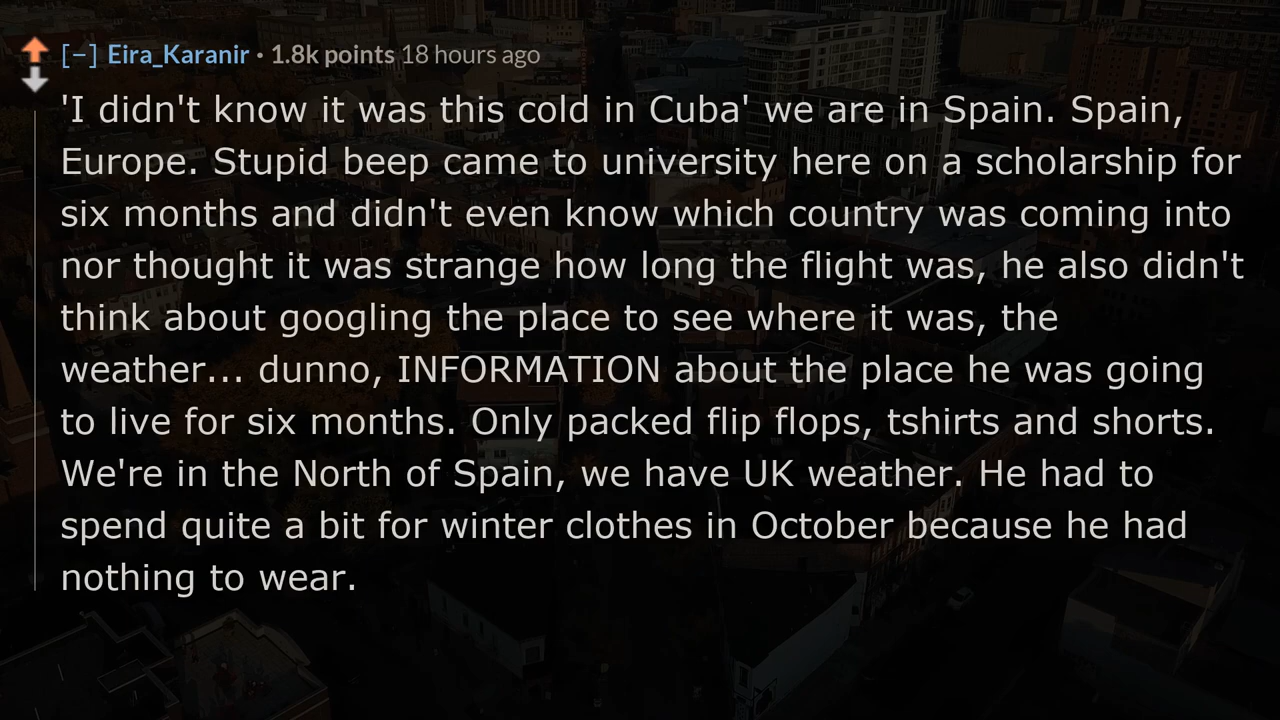 [–] Eira_Karanir • 1.8k points 18 hours ago
'I didn't know it was this cold in Cuba' we are in Spain. Spain,
Europe. Stupid beep came to university here on a scholarship for
six months and didn't even know which country was coming into
nor thought it was strange how long the flight was, he also didn't
think about googling the place to see where it was, the
weather... dunno, INFORMATION about the place he was going
to live for six months. Only packed flip flops, tshirts and shorts.
We're in the North of Spain, we have UK weather. He had to
spend quite a bit for winter clothes in October because he had
nothing to wear.